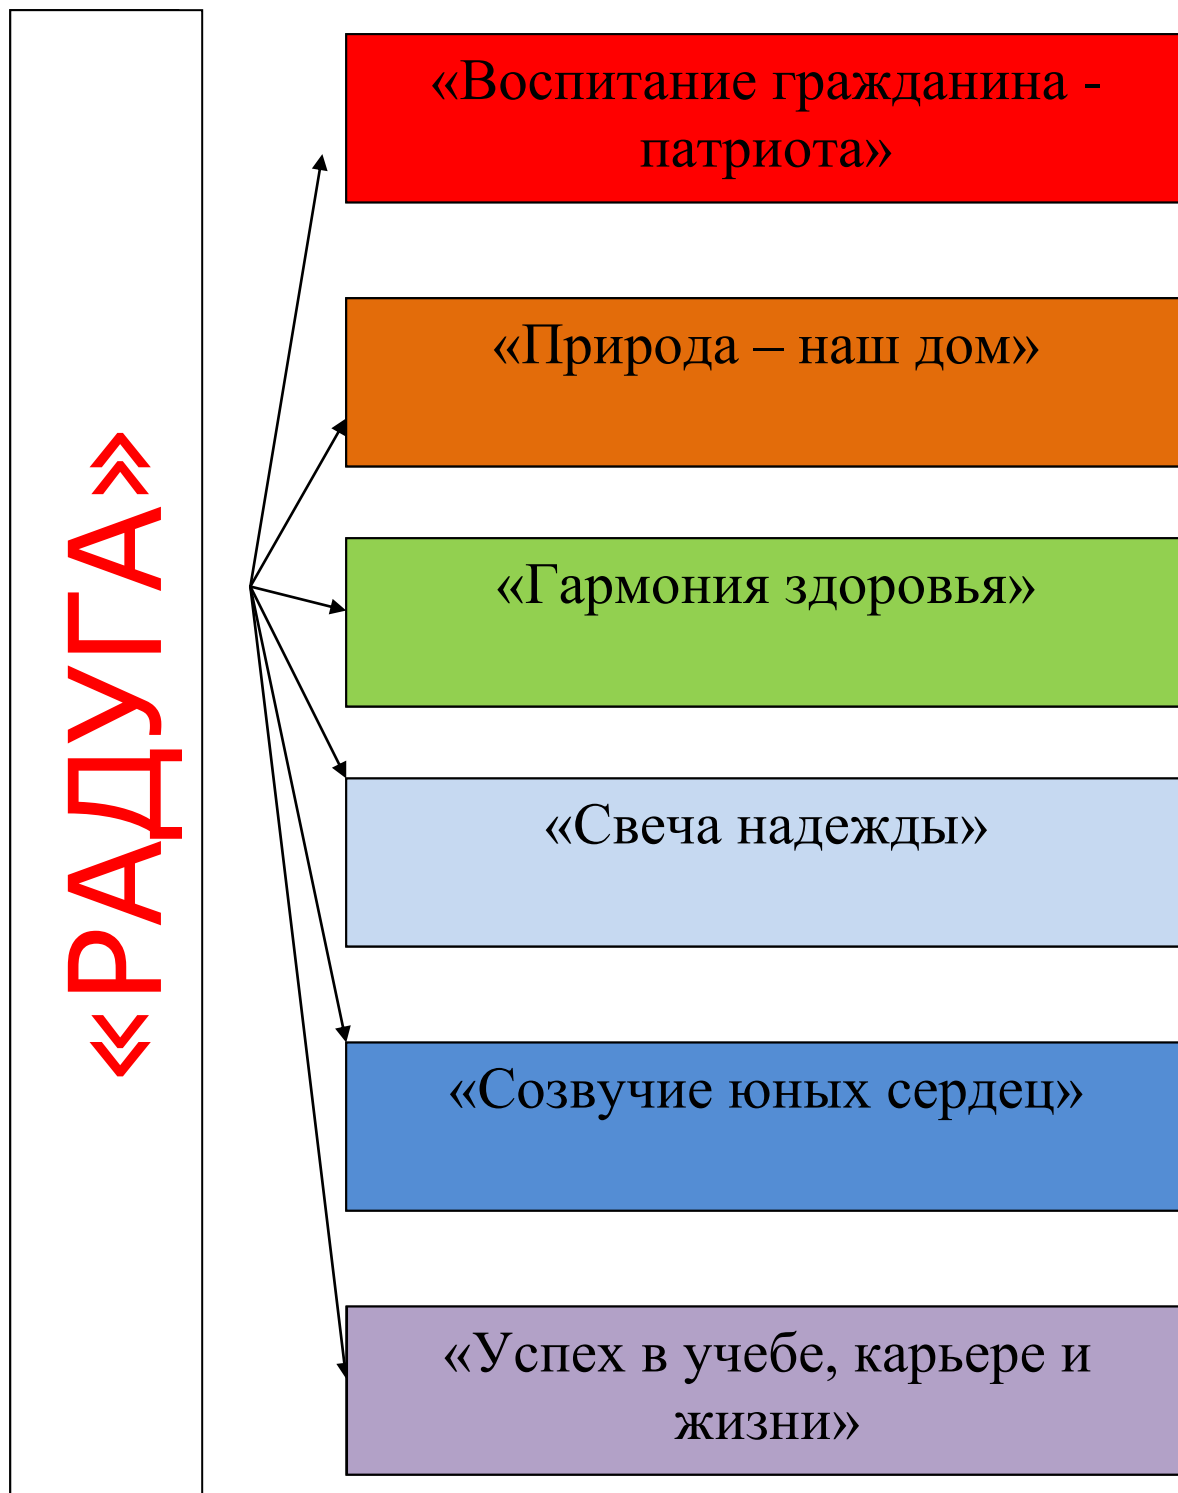 «РАДУГА»
«Воспитание гражданина -
патриота»
«Природа – наш дом»
«Гармония здоровья»
«Свеча надежды»
«Созвучие юных сердец»
«Успех в учебе, карьере и
жизни»